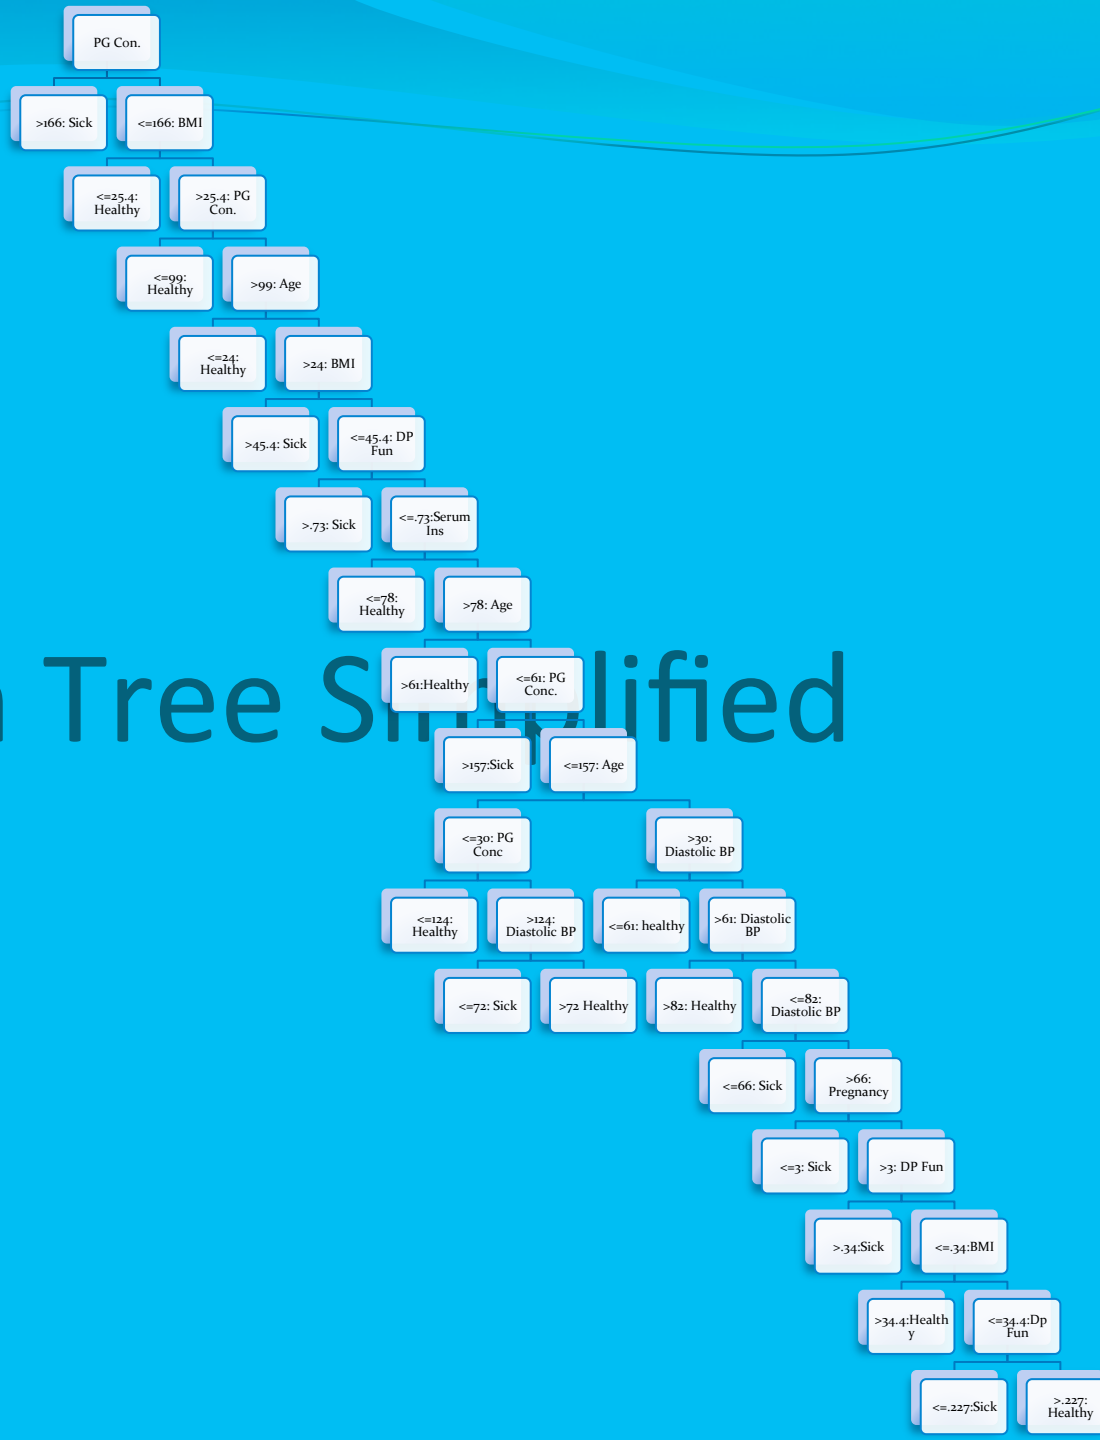 PG Con.
>166: Sick
<=166: BMI
<=25.4:
Healthy
>25.4: PG
Con.
<=99:
Healthy
>99: Age
<=24:
Healthy
>24: BMI
>45.4: Sick
<=45.4: DP
Fun
>.73: Sick
<=.73:Serum
Ins
<=78:
Healthy
>78: Age
Tree Simplified
>61:Healthy
<=61: PG
Conc.
>157:Sick
<=157: Age
<=30: PG
Conc
>30:
Diastolic BP
<=124:
Healthy
>124:
Diastolic BP
<=61: healthy
>61: Diastolic
BP
<=72: Sick
>72 Healthy
>82: Healthy
<=82:
Diastolic BP
<=66: Sick
>66:
Pregnancy
<=3: Sick
>3: DP Fun
>.34:Sick
<=.34:BMI
>34.4:Health
y
<=34.4:Dp
Fun
<=.227:Sick
>.227:
Healthy